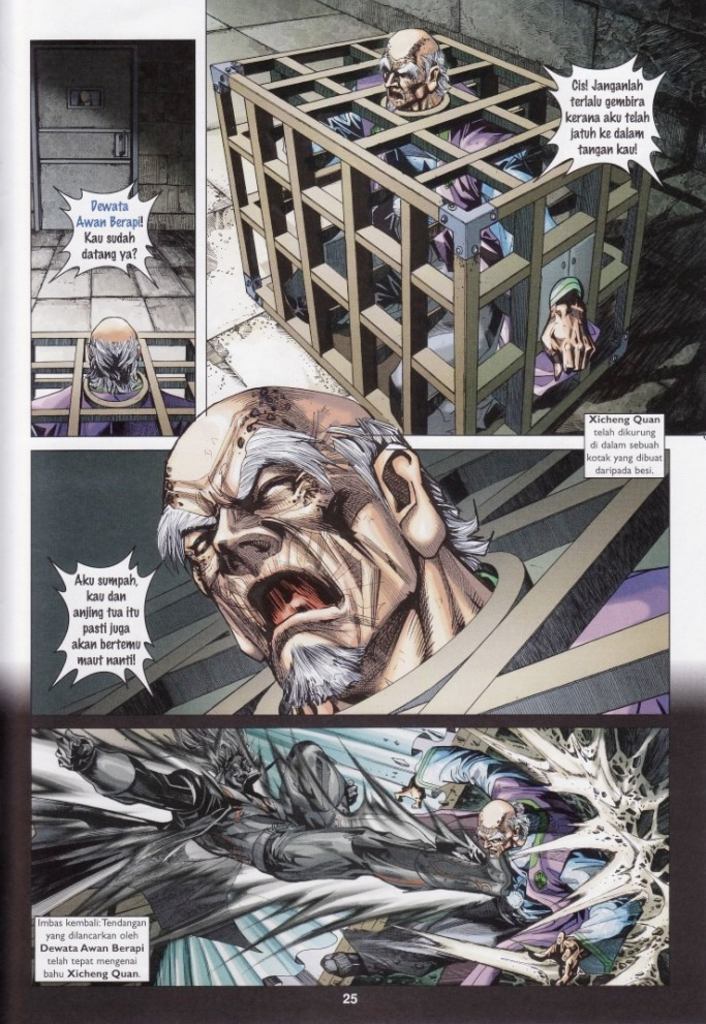 Dewata
Awan Berapi!
Kau sudah
datang ya?
Cis! Janganlah
terlalu gembira
kerana aku telah
jatuh ke dalam
tangan kau!
Xicheng Quan
telah dikurung
di dalam sebuah
kotak yang dibuat
daripada besi.
Aku sumpah,
kau dan
anjing tua itu
pasti juga
akan bertemu
maut nanti!
Imbas kembali: Tendangan
yang dilancarkan oleh
Dewata Awan Berapi
telah tepat mengenai
bahu Xicheng Quan.
25